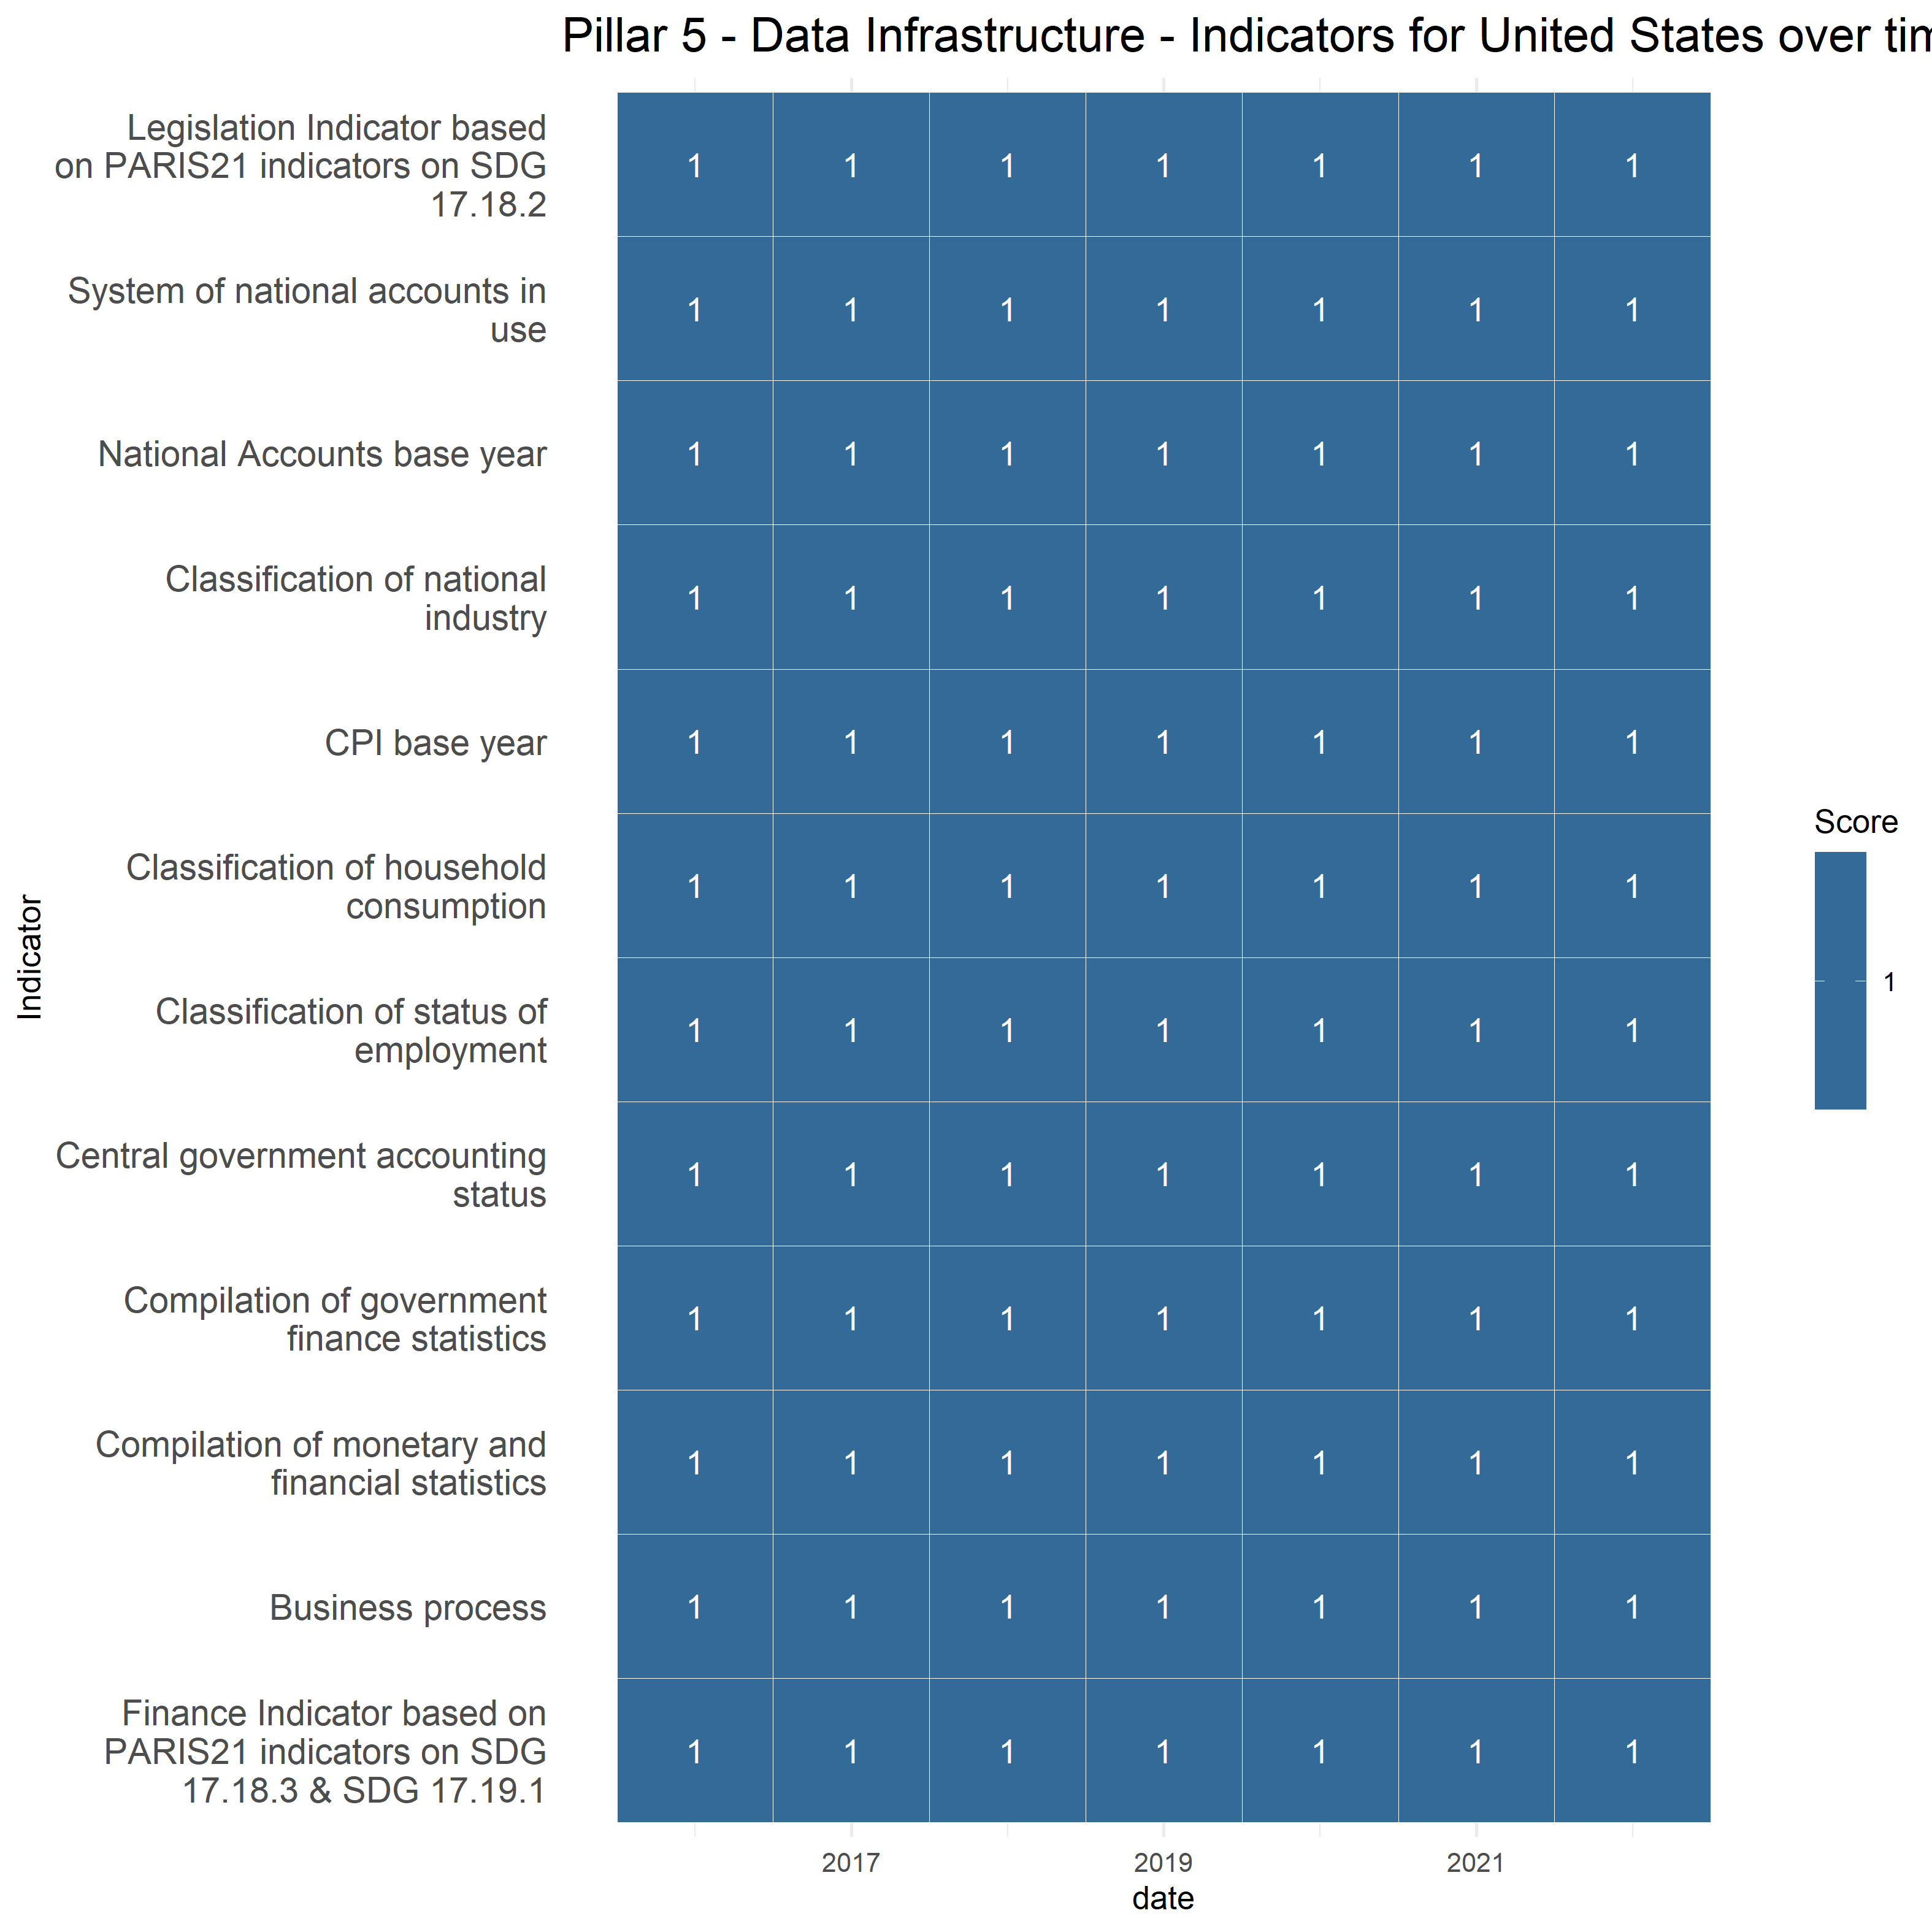 Pillar 5 - Data Infrastructure - Indicators for United States over tim
Legislation Indicator based
on PARIS21 indicators on SDG
17.18.2
1 1 1 1 1 1 1
System of national accounts in
use
1 1 1 1 1 1 1
National Accounts base year
1 1 1 1 1 1 1
Classification of national
industry
1 1 1 1 1 1 1
CPI base year
1 1 1 1 1 1 1
Classification of household
consumption
1 1 1 1 1 1 1
Classification of status of
employment
1 1 1 1 1 1 1
Central government accounting
status
1 1 1 1 1 1 1
Compilation of government
finance statistics
1 1 1 1 1 1 1
Compilation of monetary and
financial statistics
1 1 1 1 1 1 1
Business process
1 1 1 1 1 1 1
Finance Indicator based on
PARIS21 indicators on SDG
17.18.3 & SDG 17.19.1
1 1 1 1 1 1 1
Indicator
2017 2019 2021
date
Score
1